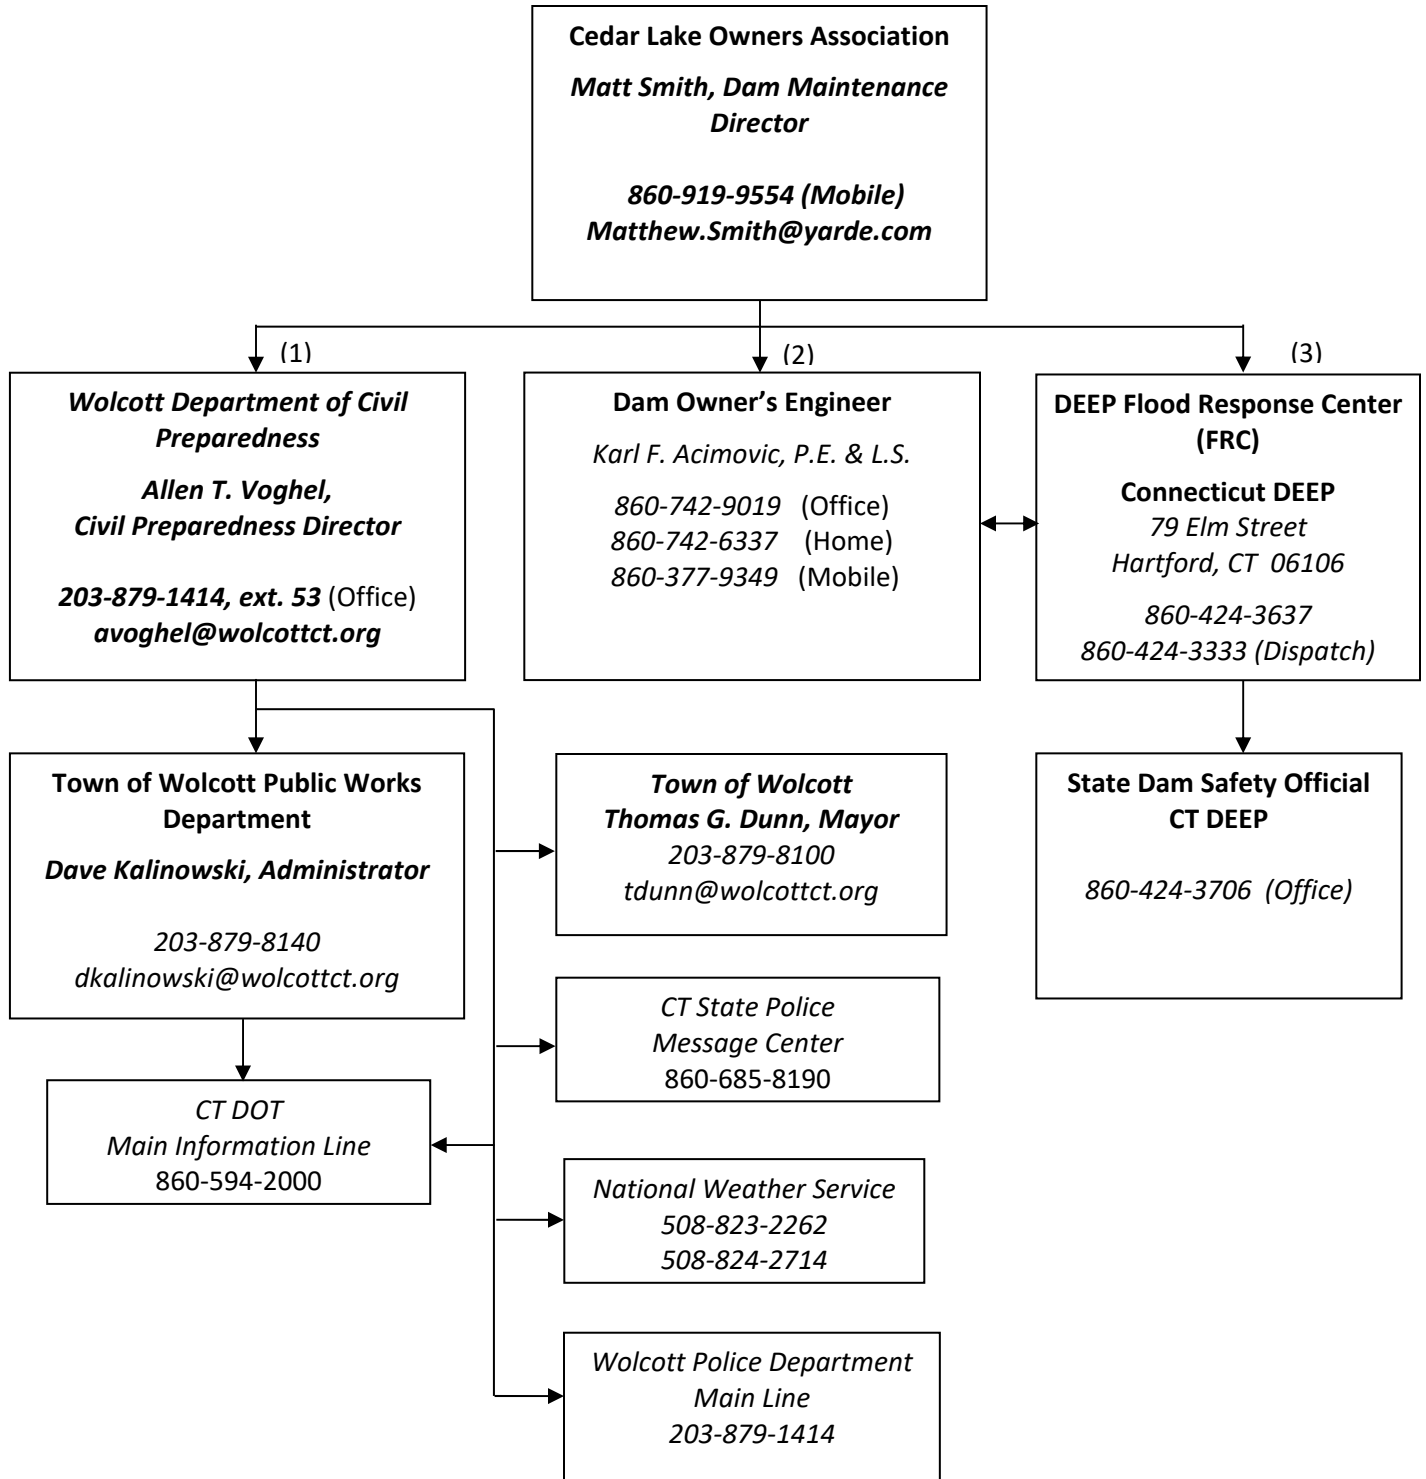 Cedar Lake Owners Association
Matt Smith, Dam Maintenance
Director
860-919-9554 (Mobile)
Matthew.Smith@yarde.com
(1)
(2)
(3)
Wolcott Department of Civil
Preparedness
Allen T. Voghel,
Civil Preparedness Director
203-879-1414, ext. 53 (Office)
avoghel@wolcottct.org
Dam Owner’s Engineer
Karl F. Acimovic, P.E. & L.S.
860-742-9019 (Office)
860-742-6337 (Home)
860-377-9349 (Mobile)
DEEP Flood Response Center
(FRC)
Connecticut DEEP
79 Elm Street
Hartford, CT 06106
860-424-3637
860-424-3333 (Dispatch)
Town of Wolcott Public Works
Department
Dave Kalinowski, Administrator
203-879-8140
dkalinowski@wolcottct.org
Town of Wolcott
Thomas G. Dunn, Mayor
203-879-8100
tdunn@wolcottct.org
State Dam Safety Official
CT DEEP
860-424-3706 (Office)
CT State Police
Message Center
860-685-8190
CT DOT
Main Information Line
860-594-2000
National Weather Service
508-823-2262
508-824-2714
Wolcott Police Department
Main Line
203-879-1414